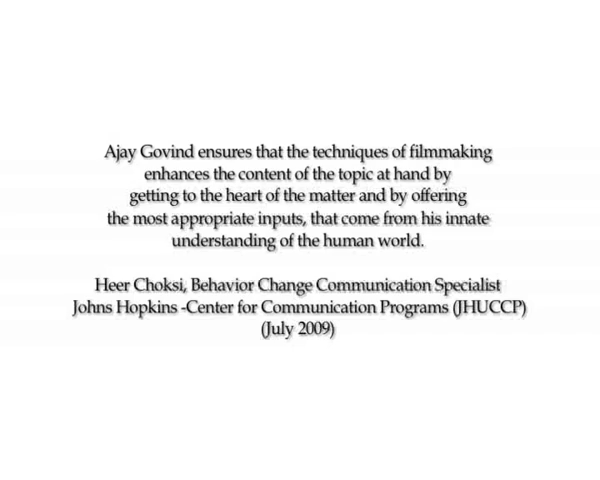 Ajay Govind ensures that the techniques of filmmaking
enhances the content of the topic at hand by
getting to the heart of the matter and by offering
the most appropriate inputs, that come from his innate
understanding of the human world.
Heer Choksi, Behavior Change Communication Specialist
Johns Hopkins -Center for Communication Programs (JHUCCP)
(July 2009)